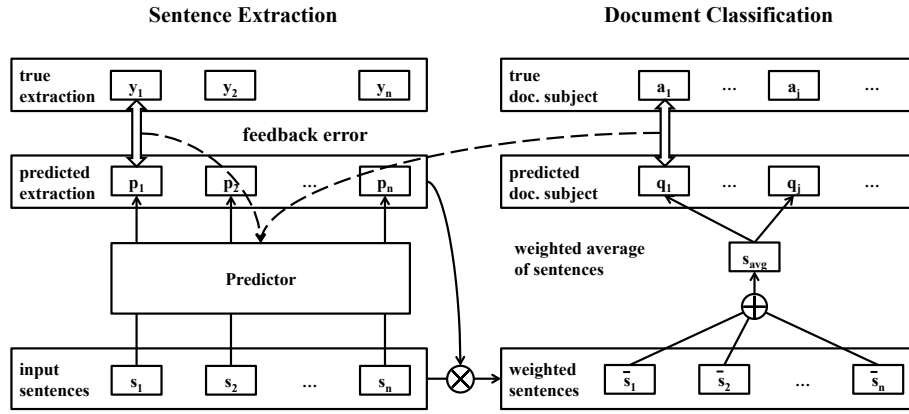 Sentence Extraction
Document Classification
true
extraction
y₁
y₂
yₙ
true
doc. subject
a₁
...
aⱼ
...
feedback error
predicted
extraction
p₁
p₂
...
pₙ
predicted
doc. subject
q₁
...
qⱼ
...
Predictor
weighted average
of sentences
s_avg
input
sentences
s₁
s₂
...
sₙ
weighted
sentences
s̄₁
s̄₂
...
s̄ₙ